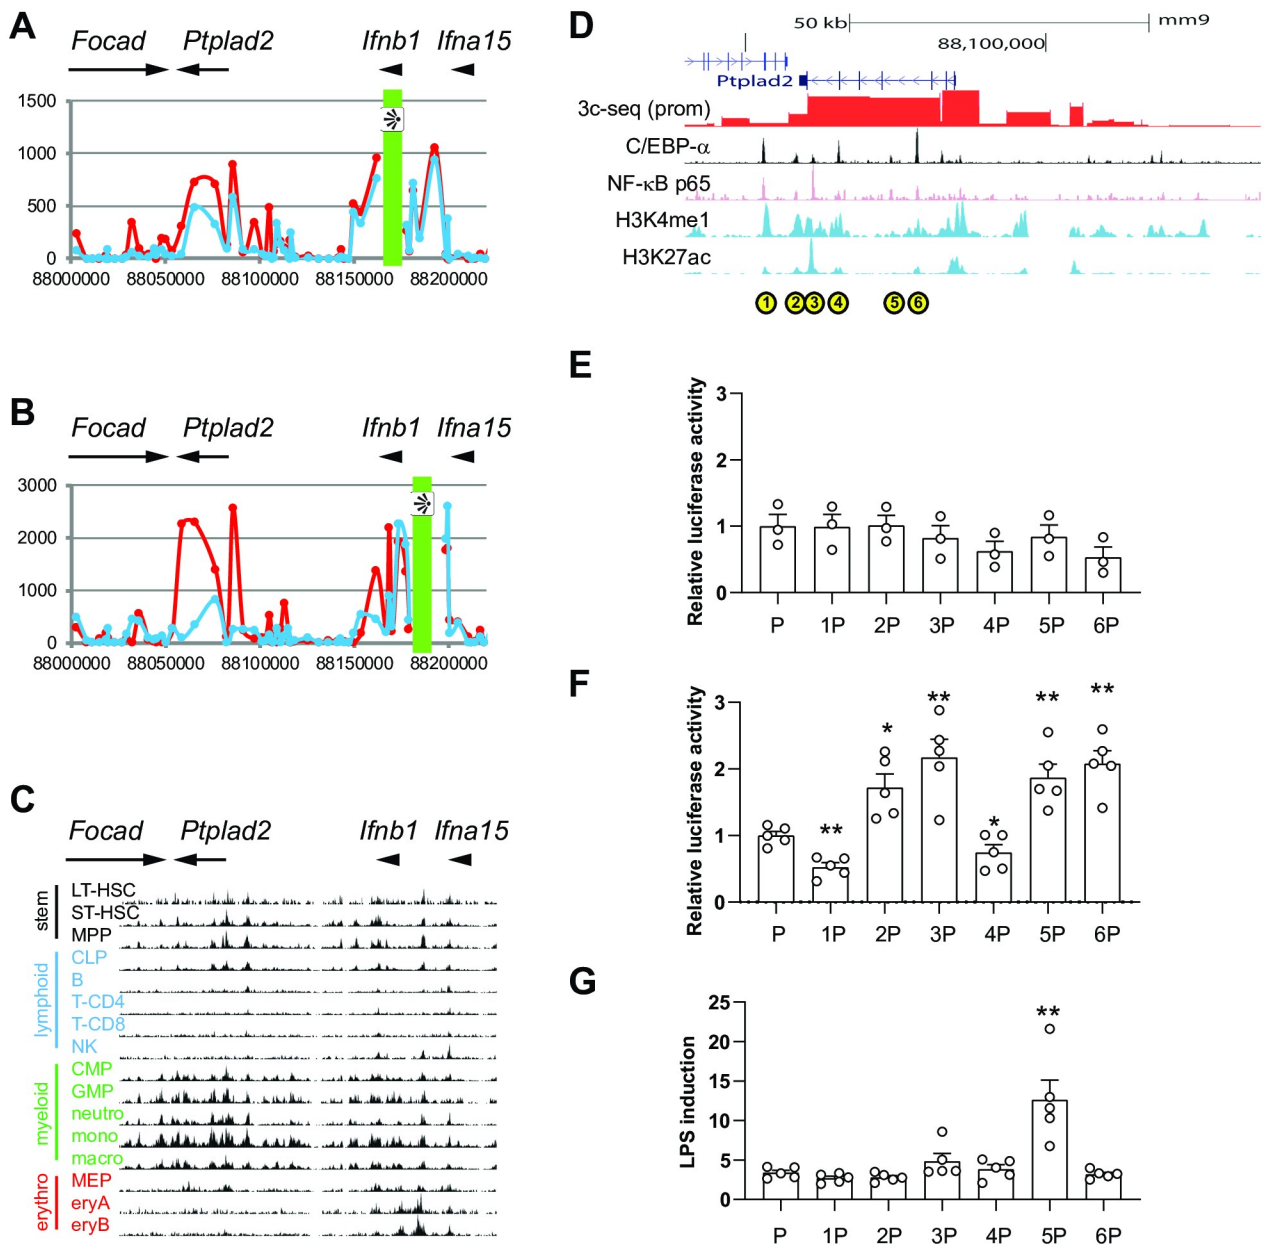 A
Focad Ptplad2 Ifnb1 Ifna15
1500
1000
500
0
88000000 88050000 88100000 88150000 88200000
B
Focad Ptplad2 Ifnb1 Ifna15
3000
2000
1000
0
88000000 88050000 88100000 88150000 88200000
C
Focad Ptplad2 Ifnb1 Ifna15
stem
LT-HSC
ST-HSC
MPP
lymphoid
CLP
B
T-CD4
T-CD8
NK
myeloid
CMP
GMP
neutro
mono
macro
erythro
MEP
eryA
eryB
D
50 kb mm9
88,100,000
Ptplad2
3c-seq (prom)
C/EBP-α
NF-κB p65
H3K4me1
H3K27ac
1 2 3 4 5 6
E
Relative luciferase activity
3
2
1
0
P 1P 2P 3P 4P 5P 6P
F
Relative luciferase activity
3
2
1
0
** * ** * ** **
P 1P 2P 3P 4P 5P 6P
G
LPS induction
25
20
15
10
5
0
**
P 1P 2P 3P 4P 5P 6P